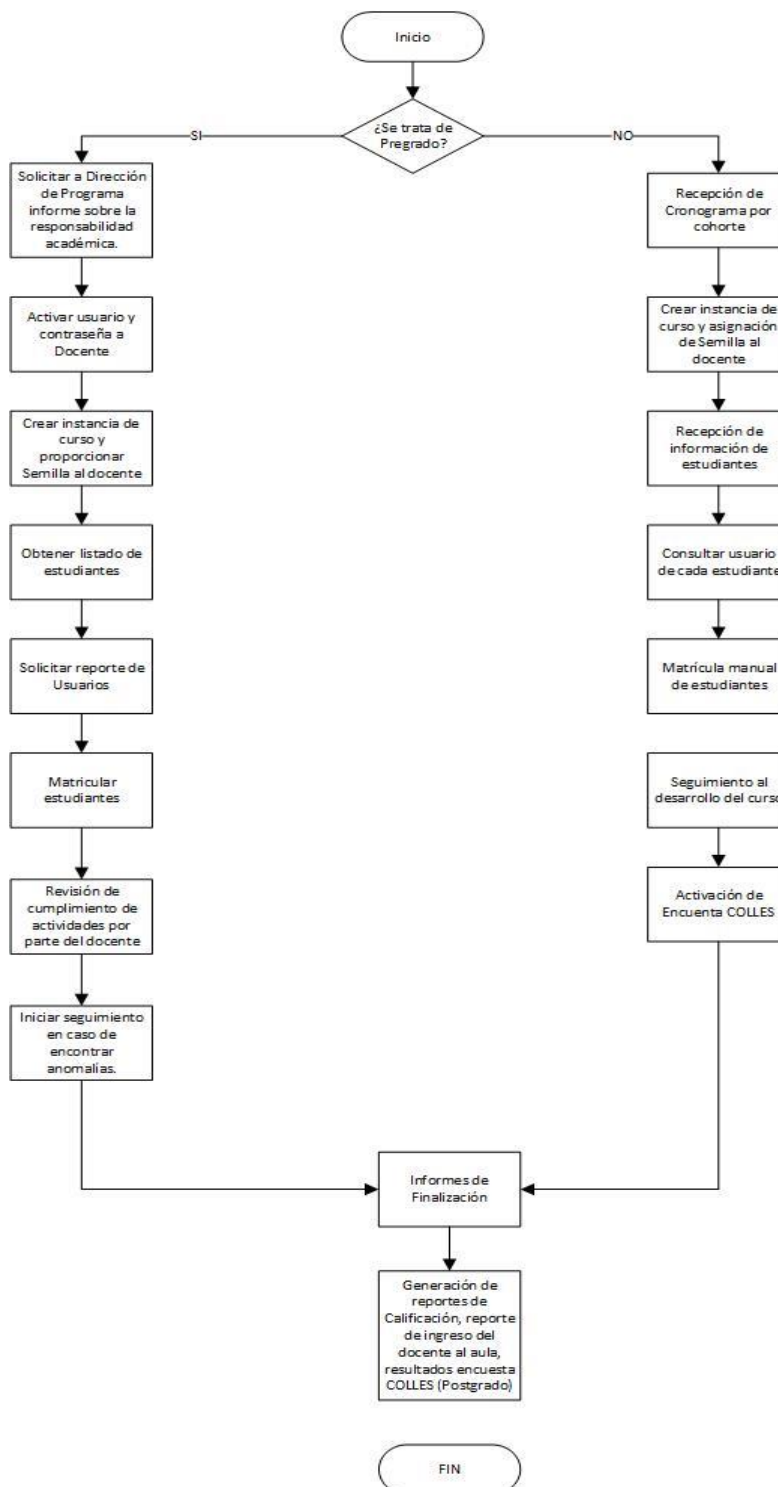 Inicio
¿Se trata de
Pregrado?
SI
NO
Solicitar a Dirección
de Programa
informe sobre la
responsabilidad
académica.
Activar usuario y
contraseña a
Docente
Crear instancia de
curso y
proporcionar
Semilla al docente
Obtener listado de
estudiantes
Solicitar reporte de
Usuarios
Matricular
estudiantes
Revisión de
cumplimiento de
actividades por
parte del docente
Iniciar seguimiento
en caso de
encontrar
anomalías.
Recepción de
Cronograma por
cohorte
Crear instancia de
curso y asignación
de Semilla al
docente
Recepción de
información de
estudiantes
Consultar usuario
de cada estudiante
Matrícula manual
de estudiantes
Seguimiento al
desarrollo del curso
Activación de
Encuenta COLLES
Informes de
Finalización
Generación de
reportes de
Calificación, reporte
de ingreso del
docente al aula,
resultados encuesta
COLLES (Postgrado)
FIN